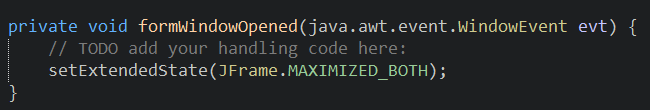 private void formWindowOpened(java.awt.event.WindowEvent evt) {
    // TODO add your handling code here:
    setExtendedState(JFrame.MAXIMIZED_BOTH);
}